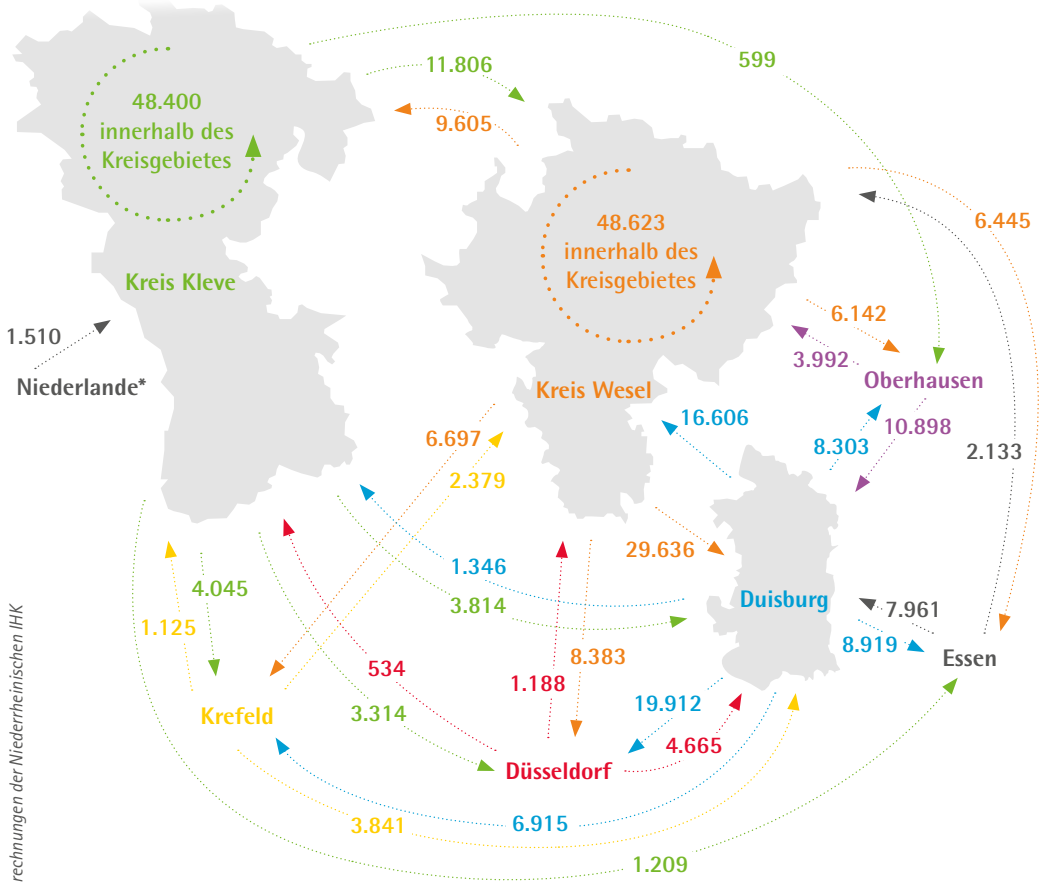 599
11.806
9.605
48.400
innerhalb des
Kreisgebietes
6.445
48.623
innerhalb des
Kreisgebietes
Kreis Kleve
1.510
Niederlande*
6.142
3.992
Oberhausen
Kreis Wesel
16.606
10.898
8.303
6.697
2.133
2.379
29.636
1.346
4.045
3.814
Duisburg
7.961
1.125
8.919
Essen
8.383
534
1.188
19.912
3.314
Krefeld
4.665
Düsseldorf
3.841
6.915
1.209
rechnungen der Niederrheinischen IHK